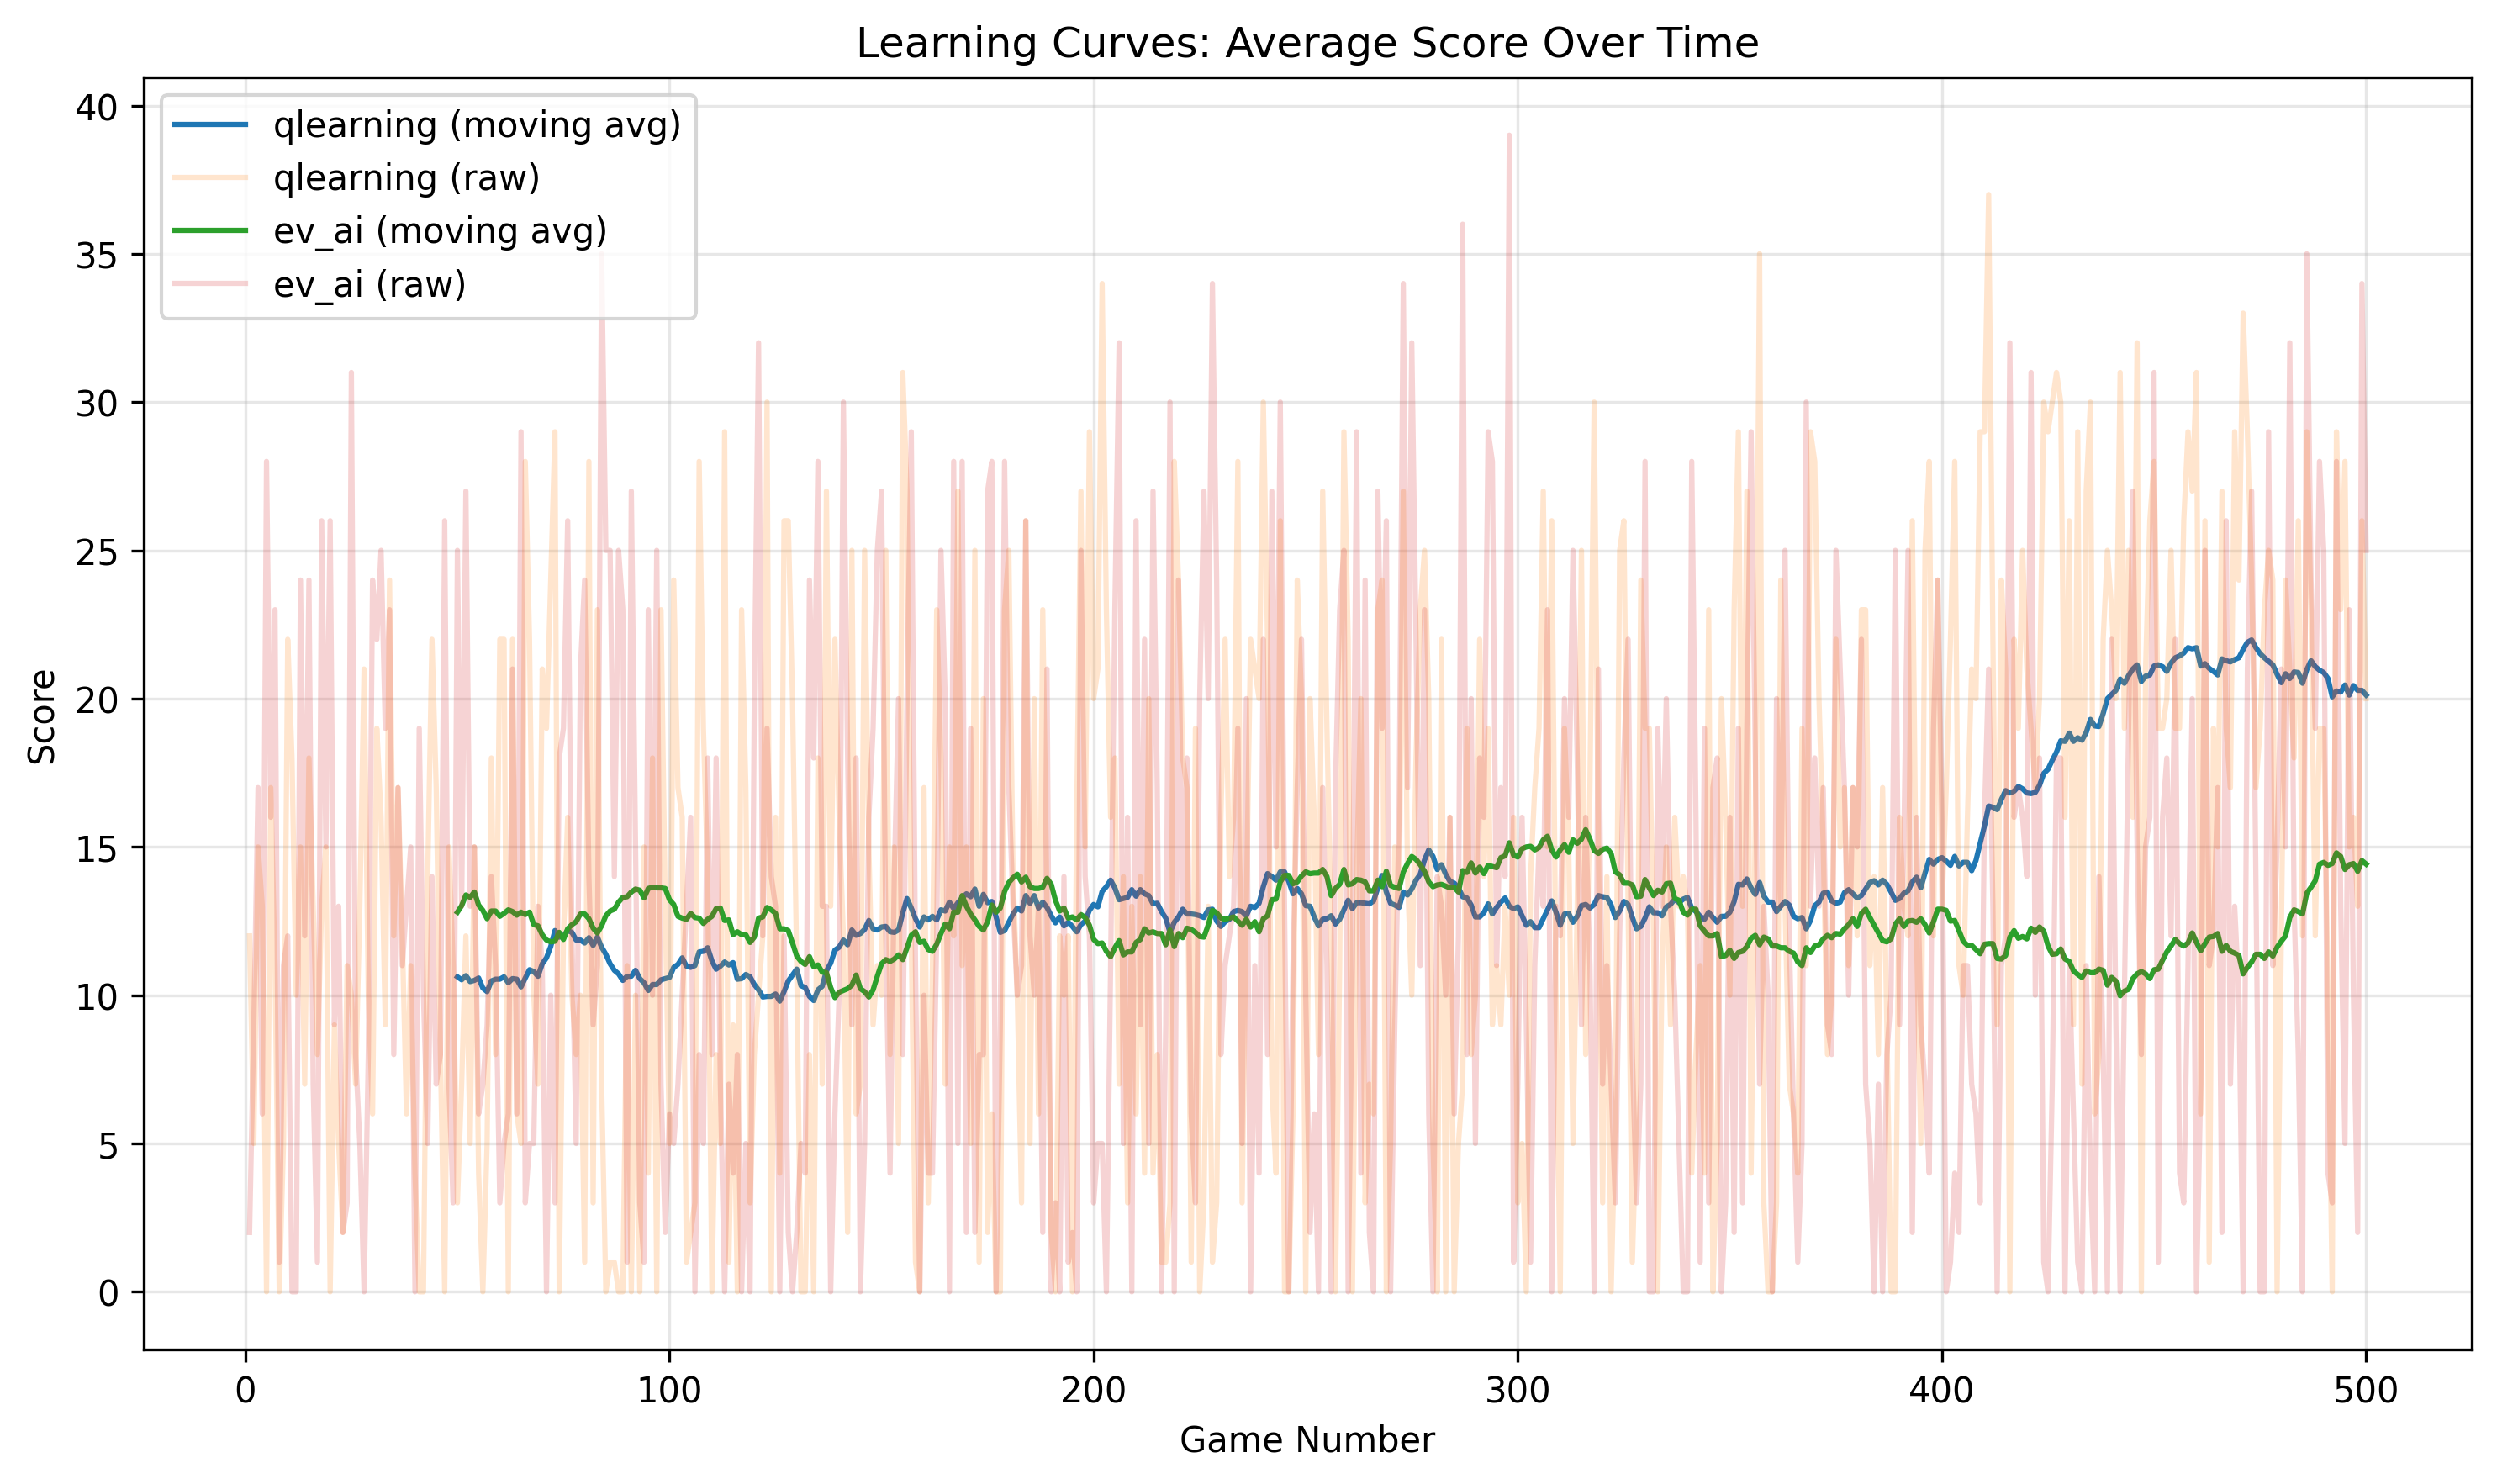 Learning Curves: Average Score Over Time
qlearning (moving avg)
qlearning (raw)
ev_ai (moving avg)
ev_ai (raw)
Score
40
35
30
25
20
15
10
5
0
0
100
200
300
400
500
Game Number